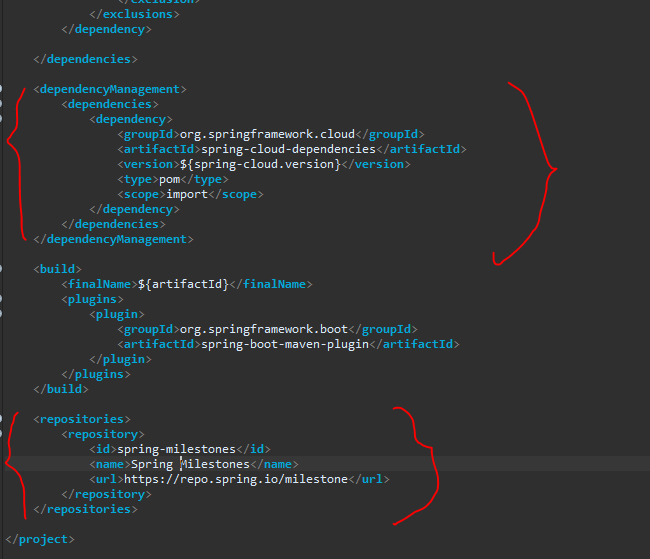 </exclusion>
</exclusions>
</dependency>
</dependencies>
<dependencyManagement>
<dependencies>
<dependency>
<groupId>org.springframework.cloud</groupId>
<artifactId>spring-cloud-dependencies</artifactId>
<version>${spring-cloud.version}</version>
<type>pom</type>
<scope>import</scope>
</dependency>
</dependencies>
</dependencyManagement>
<build>
<finalName>${artifactId}</finalName>
<plugins>
<plugin>
<groupId>org.springframework.boot</groupId>
<artifactId>spring-boot-maven-plugin</artifactId>
</plugin>
</plugins>
</build>
<repositories>
<repository>
<id>spring-milestones</id>
<name>Spring Milestones</name>
<url>https://repo.spring.io/milestone</url>
</repository>
</repositories>
</project>